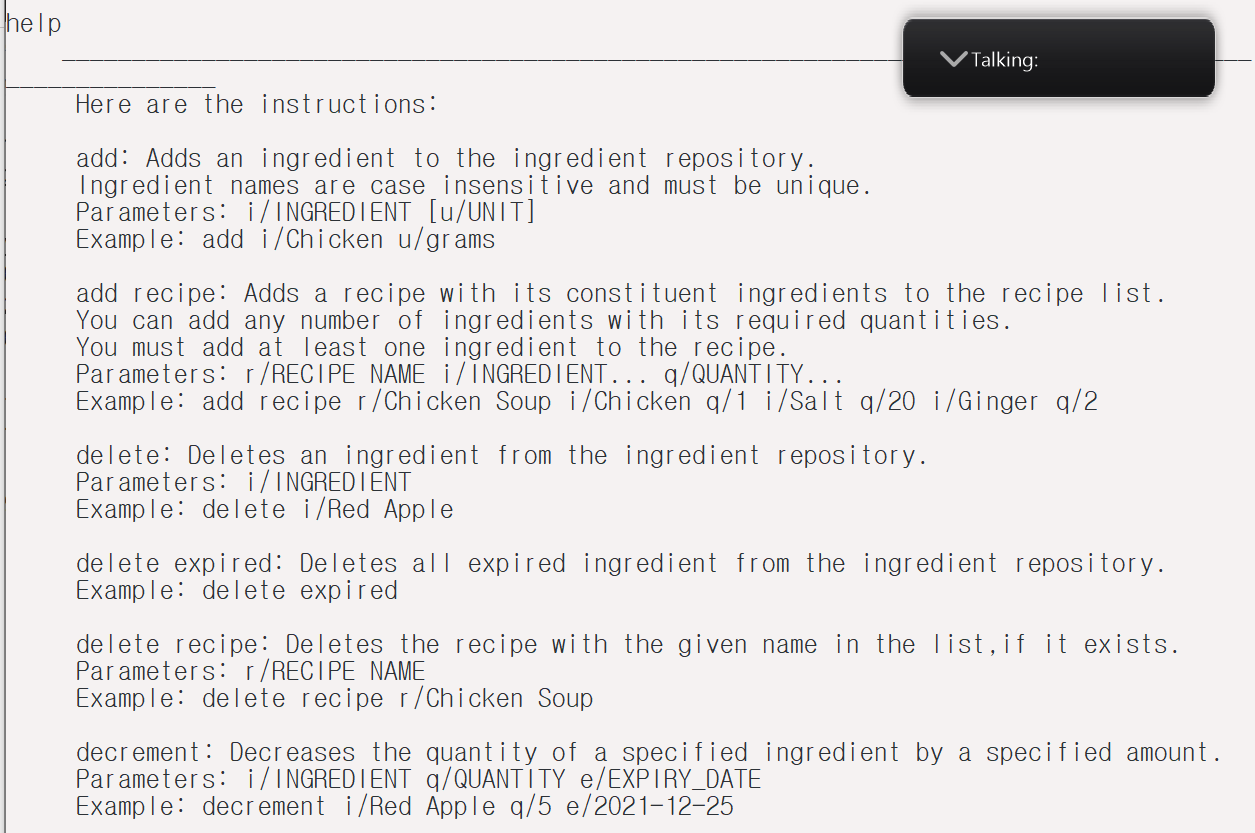 help
Talking:
Here are the instructions:
add: Adds an ingredient to the ingredient repository.
Ingredient names are case insensitive and must be unique.
Parameters: i/INGREDIENT [u/UNIT]
Example: add i/Chicken u/grams
add recipe: Adds a recipe with its constituent ingredients to the recipe list.
You can add any number of ingredients with its required quantities.
You must add at least one ingredient to the recipe.
Parameters: r/RECIPE NAME i/INGREDIENT... q/QUANTITY...
Example: add recipe r/Chicken Soup i/Chicken q/1 i/Salt q/20 i/Ginger q/2
delete: Deletes an ingredient from the ingredient repository.
Parameters: i/INGREDIENT
Example: delete i/Red Apple
delete expired: Deletes all expired ingredient from the ingredient repository.
Example: delete expired
delete recipe: Deletes the recipe with the given name in the list,if it exists.
Parameters: r/RECIPE NAME
Example: delete recipe r/Chicken Soup
decrement: Decreases the quantity of a specified ingredient by a specified amount.
Parameters: i/INGREDIENT q/QUANTITY e/EXPIRY_DATE
Example: decrement i/Red Apple q/5 e/2021-12-25